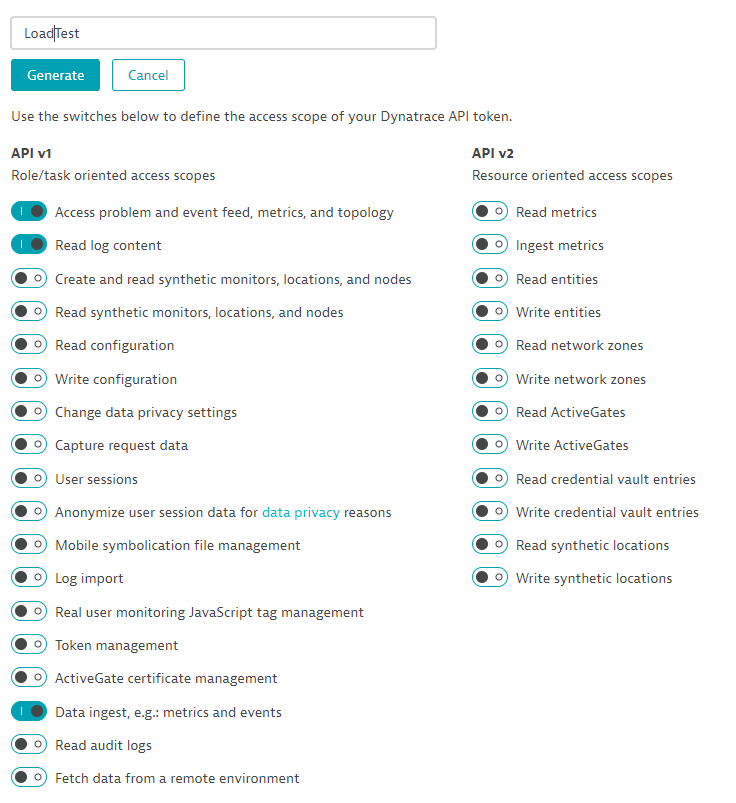 LoadTest
Generate Cancel
Use the switches below to define the access scope of your Dynatrace API token.
API v1
Role/task oriented access scopes
Access problem and event feed, metrics, and topology
Read log content
Create and read synthetic monitors, locations, and nodes
Read synthetic monitors, locations, and nodes
Read configuration
Write configuration
Change data privacy settings
Capture request data
User sessions
Anonymize user session data for data privacy reasons
Mobile symbolication file management
Log import
Real user monitoring JavaScript tag management
Token management
ActiveGate certificate management
Data ingest, e.g.: metrics and events
Read audit logs
Fetch data from a remote environment
API v2
Resource oriented access scopes
Read metrics
Ingest metrics
Read entities
Write entities
Read network zones
Write network zones
Read ActiveGates
Write ActiveGates
Read credential vault entries
Write credential vault entries
Read synthetic locations
Write synthetic locations